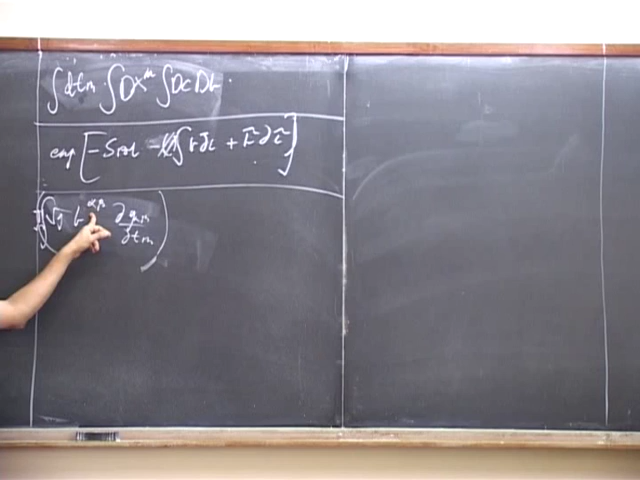 ∫dt_m ∫DX^μ ∫DcDb ·
exp[-S_Pol - ∫b∂̄c + b̄∂c̄]
(∫√g b^{αβ} ∂g_{αβ}/∂t_m)